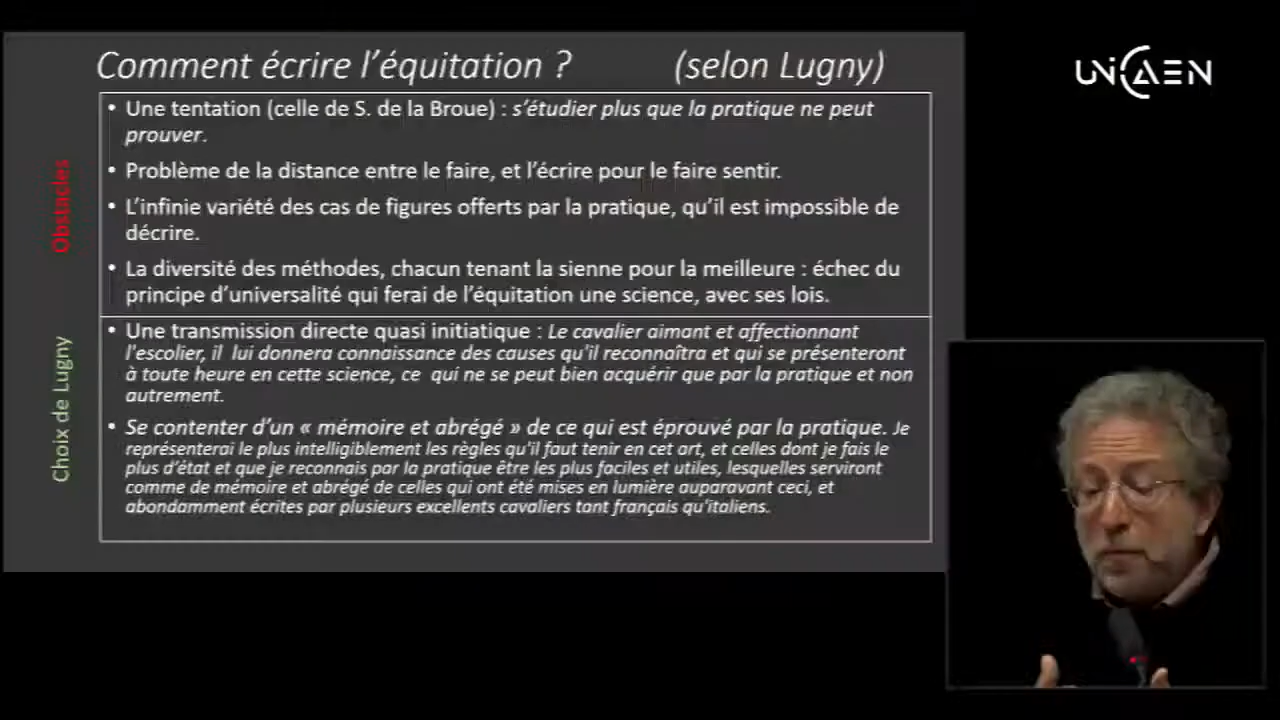 Comment écrire l'équitation ? (selon Lugny)
UNICAEN
Obstacles
• Une tentation (celle de S. de la Broue) : s'étudier plus que la pratique ne peut
prouver.
• Problème de la distance entre le faire, et l'écrire pour le faire sentir.
• L'infinie variété des cas de figures offerts par la pratique, qu'il est impossible de
décrire.
• La diversité des méthodes, chacun tenant la sienne pour la meilleure : échec du
principe d'universalité qui ferai de l'équitation une science, avec ses lois.
Choix de Lugny
• Une transmission directe quasi initiatique : Le cavalier aimant et affectionnant
l'escolier, il lui donnera connaissance des causes qu'il reconnaîtra et qui se présenteront
à toute heure en cette science, ce qui ne se peut bien acquérir que par la pratique et non
autrement.
• Se contenter d'un « mémoire et abrégé » de ce qui est éprouvé par la pratique. Je
représenterai le plus intelligiblement les règles qu'il faut tenir en cet art, et celles dont je fais le
plus d'état et que je reconnais par la pratique être les plus faciles et utiles, lesquelles serviront
comme de mémoire et abrégé de celles qui ont été mises en lumière auparavant ceci, et
abondamment écrites par plusieurs excellents cavaliers tant français qu'italiens.